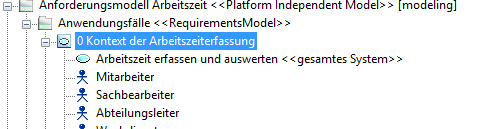 Anforderungsmodell Arbeitszeit <<Platform Independent Model>> [modeling]
Anwendungsfälle <<RequirementsModel>>
0 Kontext der Arbeitszeiterfassung
Arbeitszeit erfassen und auswerten <<gesamtes System>>
Mitarbeiter
Sachbearbeiter
Abteilungsleiter